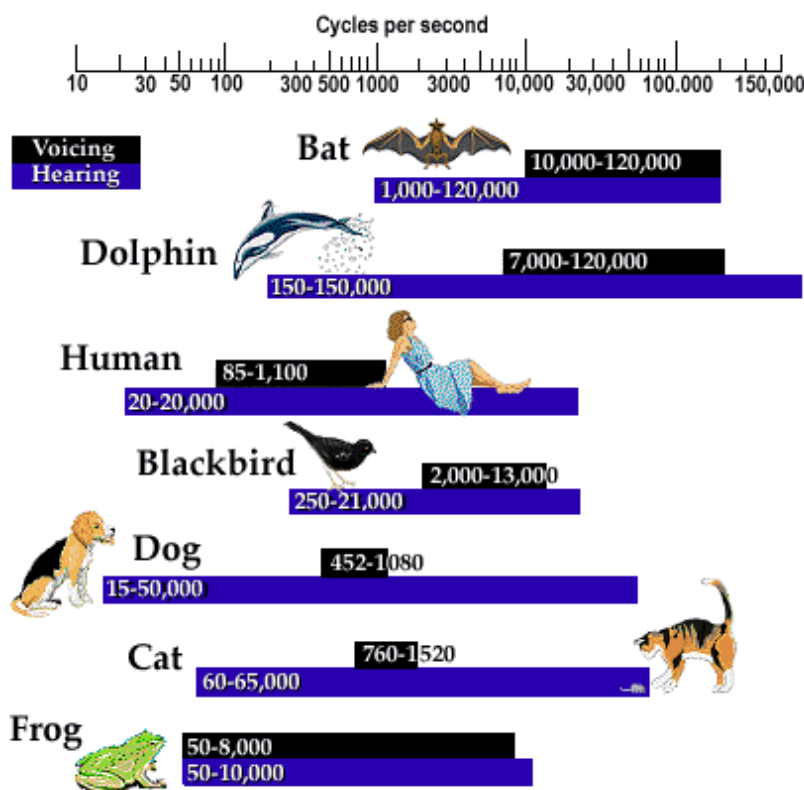 Cycles per second
10 30 50 100 300 500 1000 3000 10,000 30,000 100.000 150,000
Voicing
Hearing
Bat
10,000-120,000
1,000-120,000
Dolphin
7,000-120,000
150-150,000
Human
85-1,100
20-20,000
Blackbird
2,000-13,000
250-21,000
Dog
452-1080
15-50,000
Cat
760-1520
60-65,000
Frog
50-8,000
50-10,000